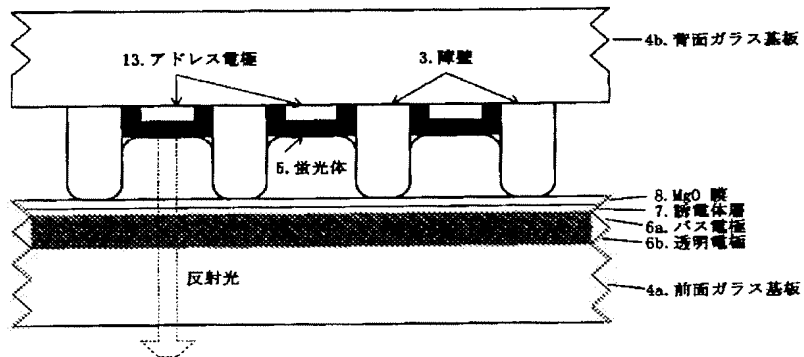 4b. 背面ガラス基板
13. アドレス電極
3. 障壁
5. 蛍光体
8. MgO 膜
7. 誘電体層
6a. バス電極
6b. 透明電極
反射光
4a. 前面ガラス基板